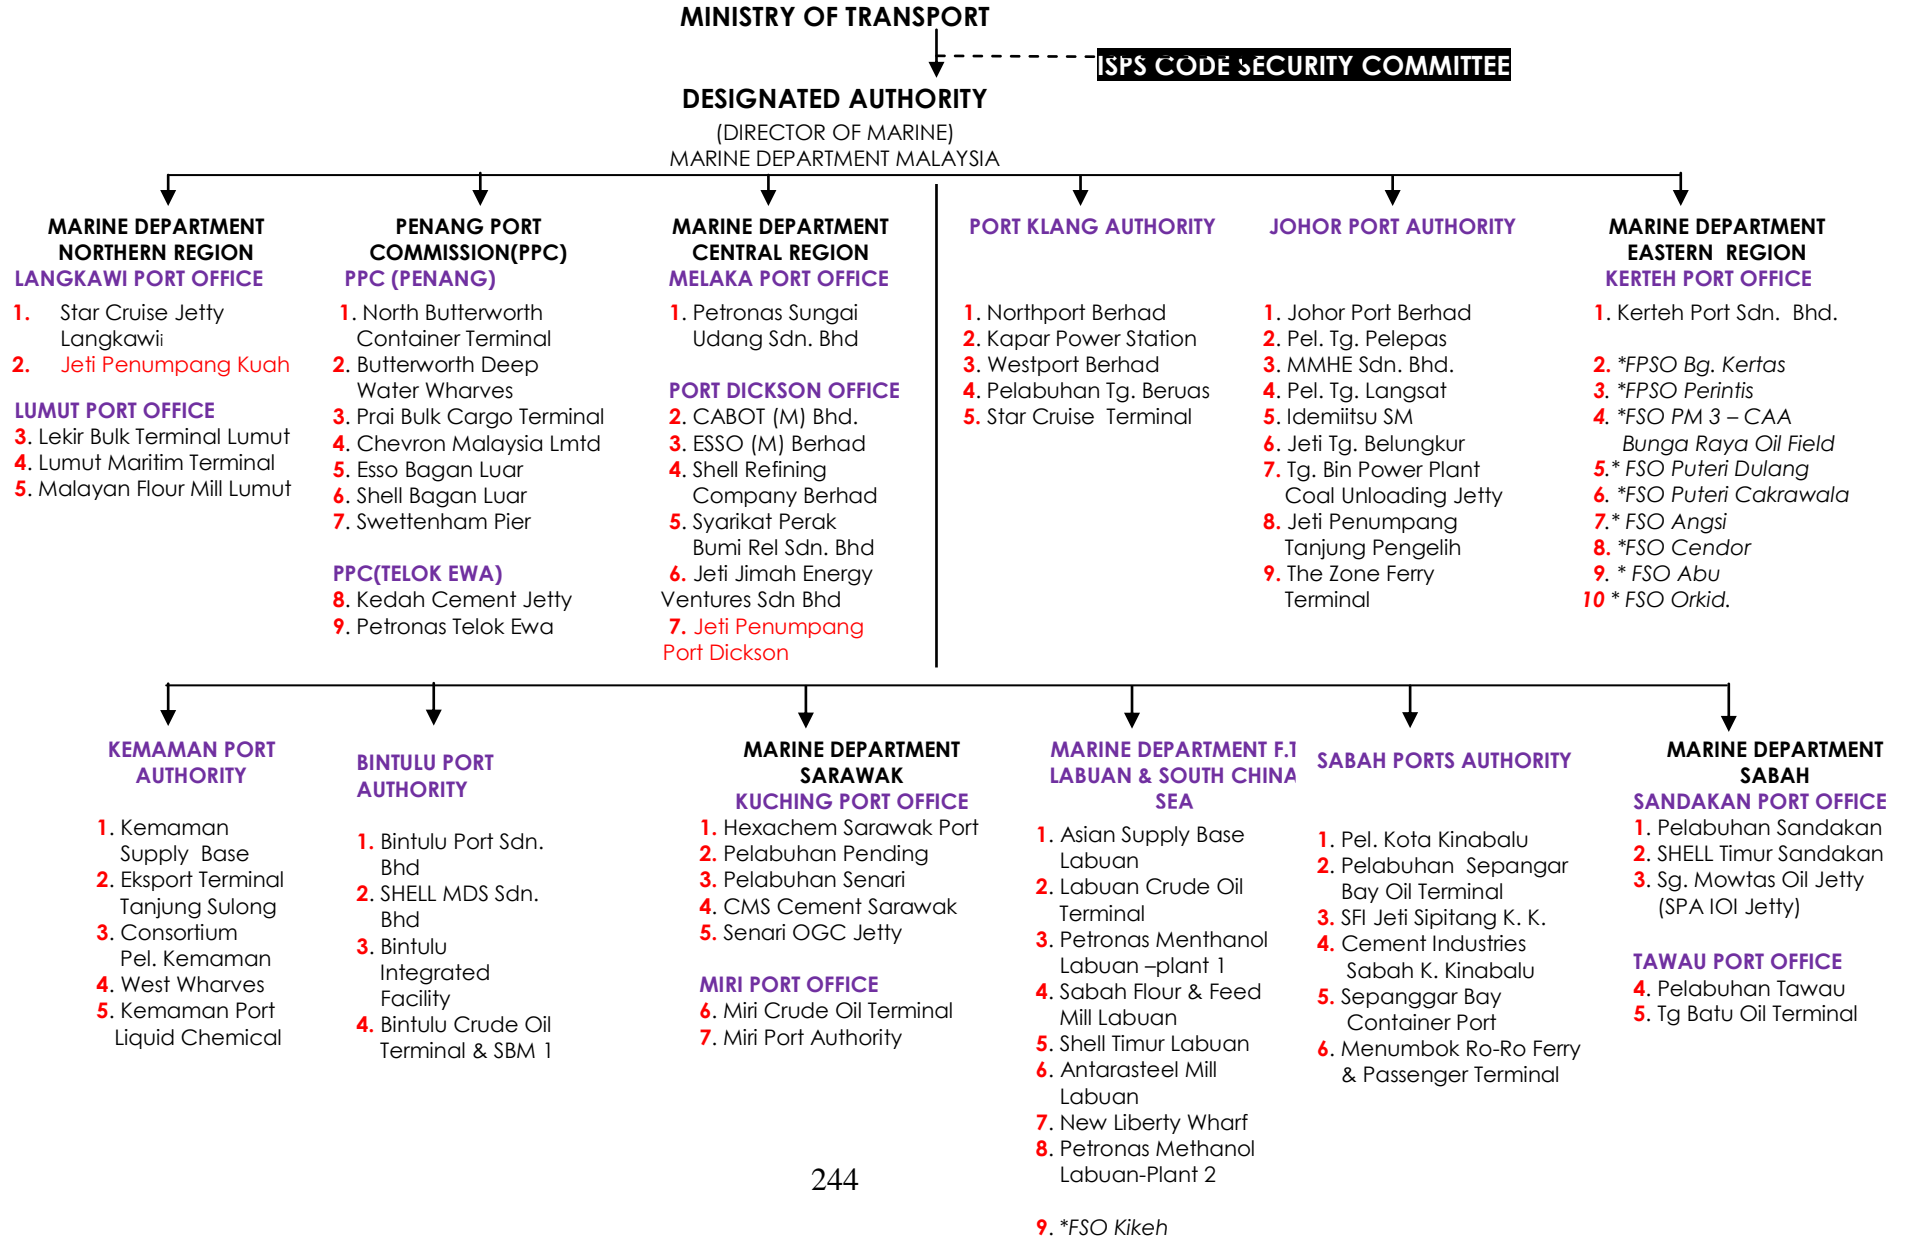 MINISTRY OF TRANSPORT
ISPS CODE SECURITY COMMITTEE
DESIGNATED AUTHORITY
(DIRECTOR OF MARINE)
MARINE DEPARTMENT MALAYSIA
MARINE DEPARTMENT
NORTHERN REGION
LANGKAWI PORT OFFICE
1. Star Cruise Jetty
Langkawii
2. Jeti Penumpang Kuah
LUMUT PORT OFFICE
3. Lekir Bulk Terminal Lumut
4. Lumut Maritim Terminal
5. Malayan Flour Mill Lumut
PENANG PORT
COMMISSION(PPC)
PPC (PENANG)
1. North Butterworth
Container Terminal
2. Butterworth Deep
Water Wharves
3. Prai Bulk Cargo Terminal
4. Chevron Malaysia Lmtd
5. Esso Bagan Luar
6. Shell Bagan Luar
7. Swettenham Pier
PPC(TELOK EWA)
8. Kedah Cement Jetty
9. Petronas Telok Ewa
MARINE DEPARTMENT
CENTRAL REGION
MELAKA PORT OFFICE
1. Petronas Sungai
Udang Sdn. Bhd
PORT DICKSON OFFICE
2. CABOT (M) Bhd.
3. ESSO (M) Berhad
4. Shell Refining
Company Berhad
5. Syarikat Perak
Bumi Rel Sdn. Bhd
6. Jeti Jimah Energy
Ventures Sdn Bhd
7. Jeti Penumpang
Port Dickson
PORT KLANG AUTHORITY
1. Northport Berhad
2. Kapar Power Station
3. Westport Berhad
4. Pelabuhan Tg. Beruas
5. Star Cruise Terminal
JOHOR PORT AUTHORITY
1. Johor Port Berhad
2. Pel. Tg. Pelepas
3. MMHE Sdn. Bhd.
4. Pel. Tg. Langsat
5. Idemiitsu SM
6. Jeti Tg. Belungkur
7. Tg. Bin Power Plant
Coal Unloading Jetty
8. Jeti Penumpang
Tanjung Pengelih
9. The Zone Ferry
Terminal
MARINE DEPARTMENT
EASTERN REGION
KERTEH PORT OFFICE
1. Kerteh Port Sdn. Bhd.
2. *FPSO Bg. Kertas
3. *FPSO Perintis
4. *FSO PM 3 – CAA
Bunga Raya Oil Field
5.* FSO Puteri Dulang
6. *FSO Puteri Cakrawala
7.* FSO Angsi
8. *FSO Cendor
9. * FSO Abu
10 * FSO Orkid.
KEMAMAN PORT
AUTHORITY
1. Kemaman
Supply Base
2. Eksport Terminal
Tanjung Sulong
3. Consortium
Pel. Kemaman
4. West Wharves
5. Kemaman Port
Liquid Chemical
BINTULU PORT
AUTHORITY
1. Bintulu Port Sdn.
Bhd
2. SHELL MDS Sdn.
Bhd
3. Bintulu
Integrated
Facility
4. Bintulu Crude Oil
Terminal & SBM 1
MARINE DEPARTMENT
SARAWAK
KUCHING PORT OFFICE
1. Hexachem Sarawak Port
2. Pelabuhan Pending
3. Pelabuhan Senari
4. CMS Cement Sarawak
5. Senari OGC Jetty
MIRI PORT OFFICE
6. Miri Crude Oil Terminal
7. Miri Port Authority
MARINE DEPARTMENT F.T
LABUAN & SOUTH CHINA
SEA
1. Asian Supply Base
Labuan
2. Labuan Crude Oil
Terminal
3. Petronas Menthanol
Labuan –plant 1
4. Sabah Flour & Feed
Mill Labuan
5. Shell Timur Labuan
6. Antarasteel Mill
Labuan
7. New Liberty Wharf
8. Petronas Methanol
Labuan-Plant 2
9. *FSO Kikeh
SABAH PORTS AUTHORITY
1. Pel. Kota Kinabalu
2. Pelabuhan Sepangar
Bay Oil Terminal
3. SFI Jeti Sipitang K. K.
4. Cement Industries
Sabah K. Kinabalu
5. Sepanggar Bay
Container Port
6. Menumbok Ro-Ro Ferry
& Passenger Terminal
MARINE DEPARTMENT
SABAH
SANDAKAN PORT OFFICE
1. Pelabuhan Sandakan
2. SHELL Timur Sandakan
3. Sg. Mowtas Oil Jetty
(SPA IOI Jetty)
TAWAU PORT OFFICE
4. Pelabuhan Tawau
5. Tg Batu Oil Terminal
244